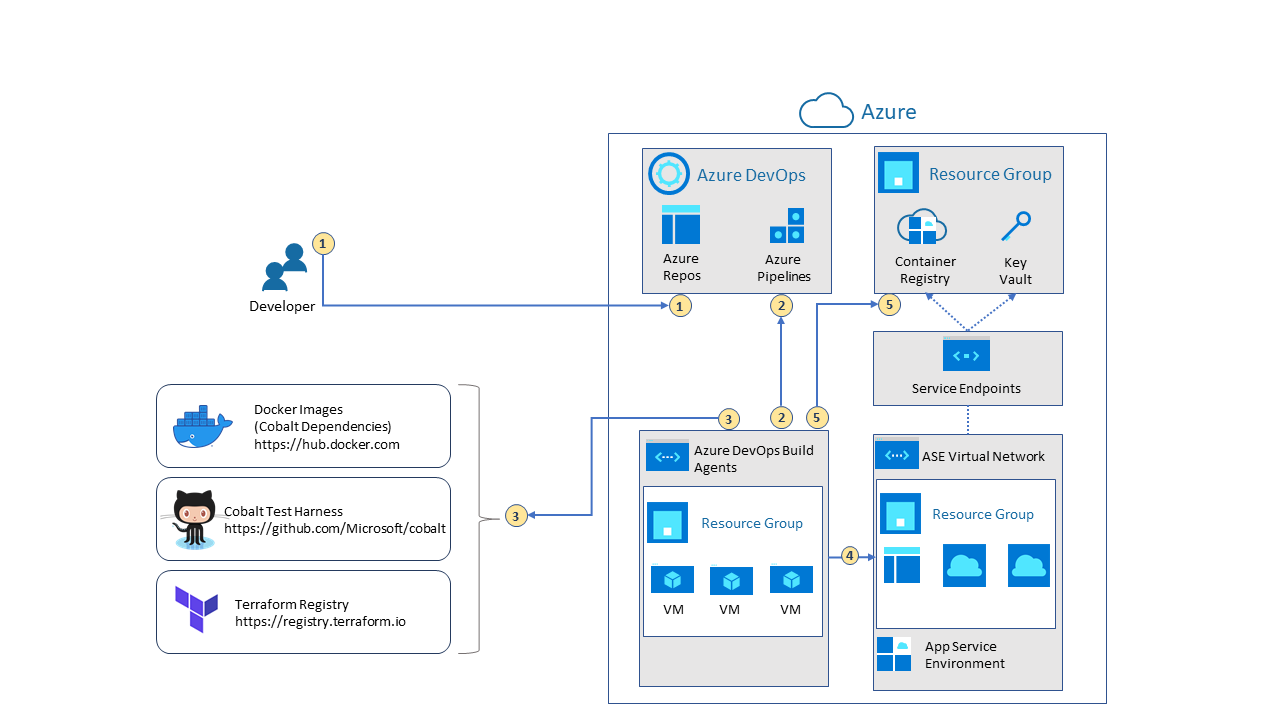 Azure
Azure DevOps
Azure
Repos
Azure
Pipelines
Resource Group
Container
Registry
Key
Vault
1
Developer
1
2
5
Service Endpoints
3
2
5
Docker Images
(Cobalt Dependencies)
https://hub.docker.com
Cobalt Test Harness
https://github.com/Microsoft/cobalt
Terraform Registry
https://registry.terraform.io
3
Azure DevOps Build
Agents
Resource Group
VM
VM
VM
4
ASE Virtual Network
Resource Group
App Service
Environment